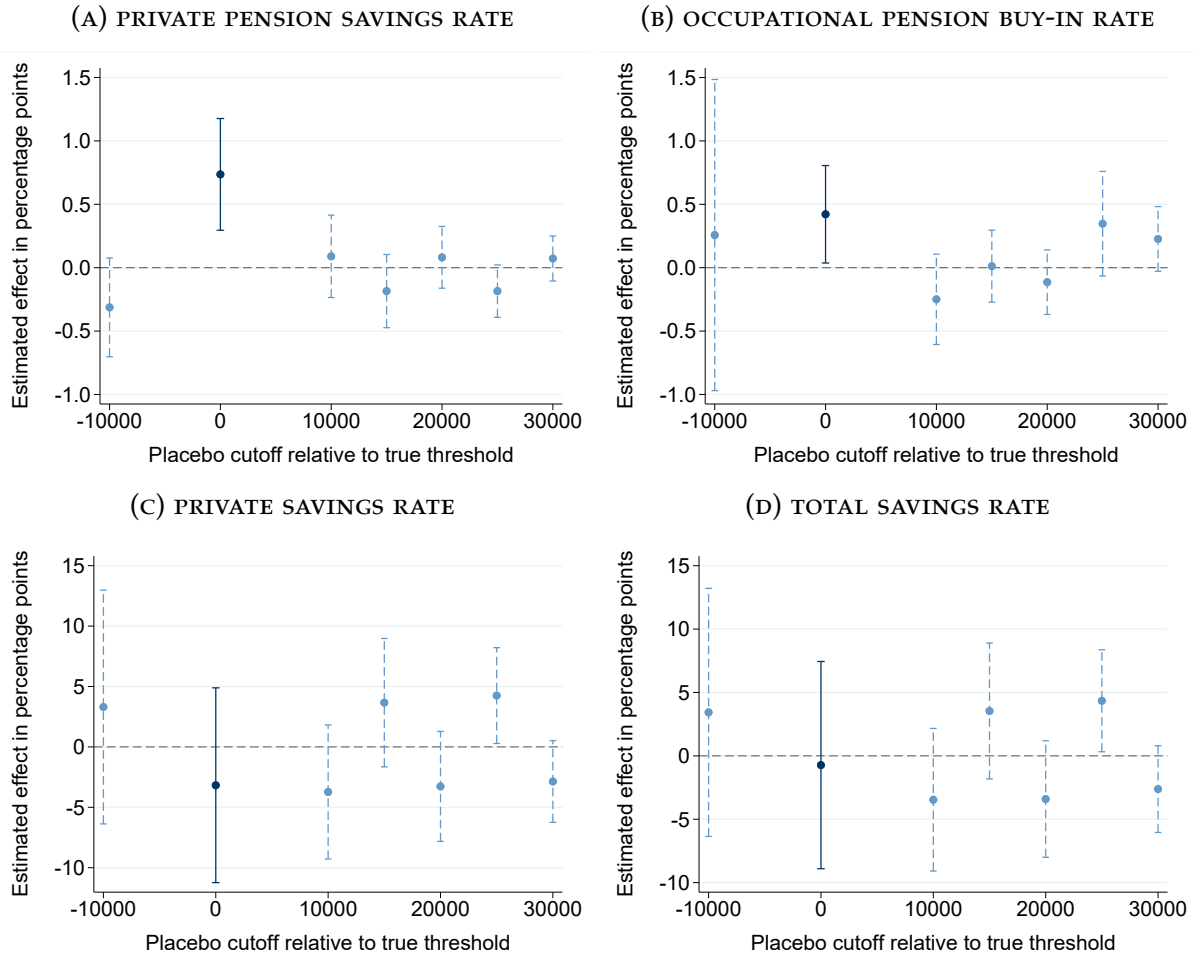 (A) PRIVATE PENSION SAVINGS RATE
Estimated effect in percentage points
1.5
1.0
0.5
0.0
-0.5
-1.0
-10000 0 10000 20000 30000
Placebo cutoff relative to true threshold
(B) OCCUPATIONAL PENSION BUY-IN RATE
Estimated effect in percentage points
1.5
1.0
0.5
0.0
-0.5
-1.0
-10000 0 10000 20000 30000
Placebo cutoff relative to true threshold
(C) PRIVATE SAVINGS RATE
Estimated effect in percentage points
15
10
5
0
-5
-10
-10000 0 10000 20000 30000
Placebo cutoff relative to true threshold
(D) TOTAL SAVINGS RATE
Estimated effect in percentage points
15
10
5
0
-5
-10
-10000 0 10000 20000 30000
Placebo cutoff relative to true threshold